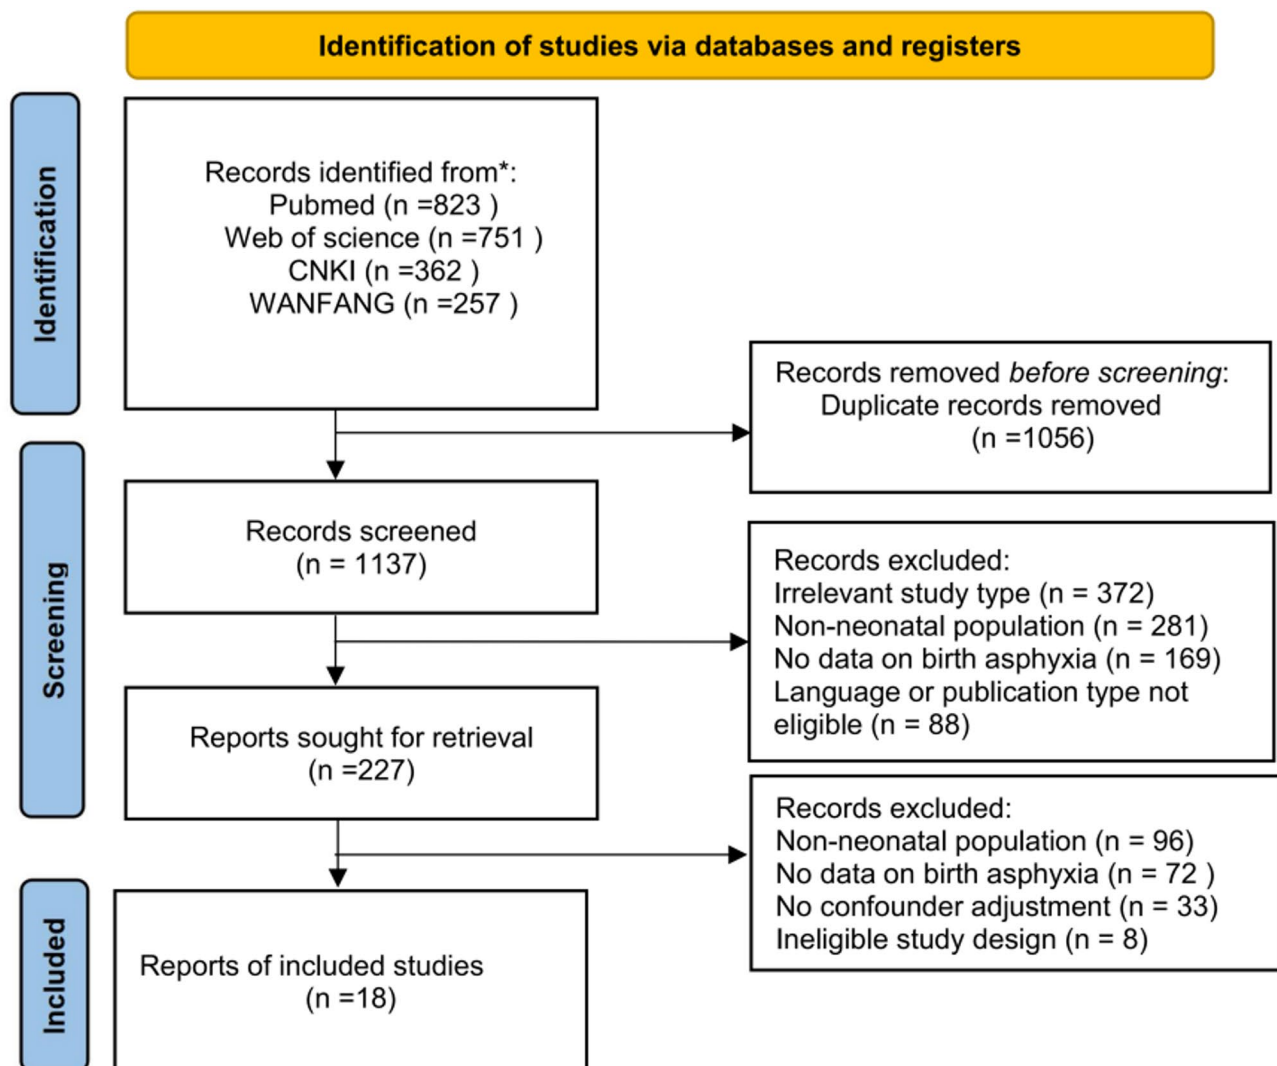 Identification of studies via databases and registers
Identification
Records identified from*:
Pubmed (n =823 )
Web of science (n =751 )
CNKI (n =362 )
WANFANG (n =257 )
Records removed before screening:
Duplicate records removed
(n =1056)
Screening
Records screened
(n = 1137)
Records excluded:
Irrelevant study type (n = 372)
Non-neonatal population (n = 281)
No data on birth asphyxia (n = 169)
Language or publication type not
eligible (n = 88)
Reports sought for retrieval
(n =227)
Records excluded:
Non-neonatal population (n = 96)
No data on birth asphyxia (n = 72 )
No confounder adjustment (n = 33)
Ineligible study design (n = 8)
Included
Reports of included studies
(n =18)